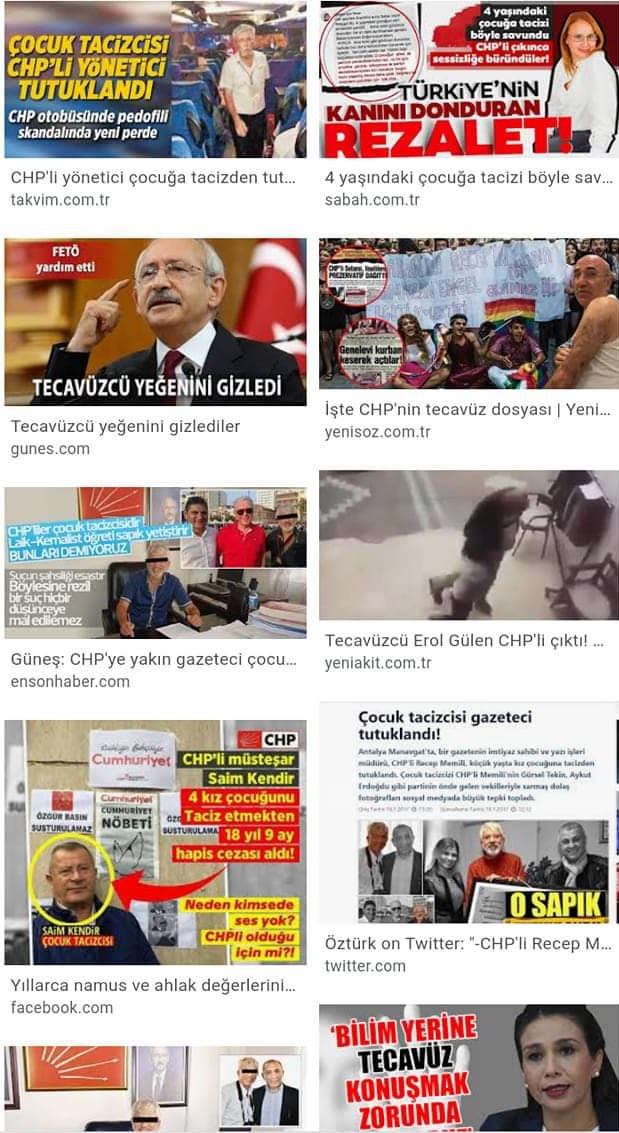 ÇOCUK TACİZCİSİ
CHP'Lİ YÖNETİCİ
TUTUKLANDI
CHP otobüsünde pedofili
skandalında yeni perde
CHP'li yönetici çocuğa tacizden tut...
takvim.com.tr
4 yaşındaki
çocuğa tacizi
böyle savundu
CHP'li çıkınca
sessizliğe
büründüler!
TÜRKİYE'NİN
KANINI DONDURAN
REZALET!
4 yaşındaki çocuğa tacizi böyle sav...
sabah.com.tr
FETÖ
yardım etti
TECAVÜZCÜ YEĞENİNİ GİZLEDİ
Tecavüzcü yeğenini gizlediler
gunes.com
PREZERVATİF DAĞITTI
Genelevi kurban
keserek açtılar!
İşte CHP'nin tecavüz dosyası | Yeni...
yenisoz.com.tr
CHP'liler çocuk tacizcisidir
Laik-Kemalist öğreti sapık yetiştirir
BUNLARI DEMİYORUZ
Suçun şahsiliği esastır
Böylesine rezil
bir suç hiçbir
düşünceye
mal edilemez
Güneş: CHP'ye yakın gazeteci çocu...
ensonhaber.com
Tecavüzcü Erol Gülen CHP'li çıktı! ...
yeniakit.com.tr
CHP
Cumhuriyet
CHP'li müsteşar
Saim Kendir
4 kız çocuğunu
Taciz etmekten
18 yıl 9 ay
hapis cezası aldı!
ÖZGÜR BASIN
SUSTURULAMAZ
Cumhuriyet
CUMHURİYET
NÖBETİ
SUSTURULAMA
Neden kimsede
ses yok?
CHPli olduğu
için mi?!
SAİM KENDİR
ÇOCUK TACİZCİSİ
Yıllarca namus ve ahlak değerlerini...
facebook.com
Çocuk tacizcisi gazeteci
tutuklandı!
Antalya Manavgat'ta, bir gazetenin imtiyaz sahibi ve yazı işleri
müdürü, CHP'li Recep Memili, küçük yaşta kız çocuğuna tacizden
tutuklandı. Çocuk tacizcizi CHP'li Memili'nin Gürsel Tekin, Aykut
Erdoğdu gibi partinin önde gelen vekilleriyle sarmaş dolaş
fotoğrafları sosyal medyada büyük tepki topladı.
O SAPIK
Öztürk on Twitter: "-CHP'li Recep M...
twitter.com
'BİLİM YERİNE
TECAVÜZ
KONUŞMAK
ZORUNDA